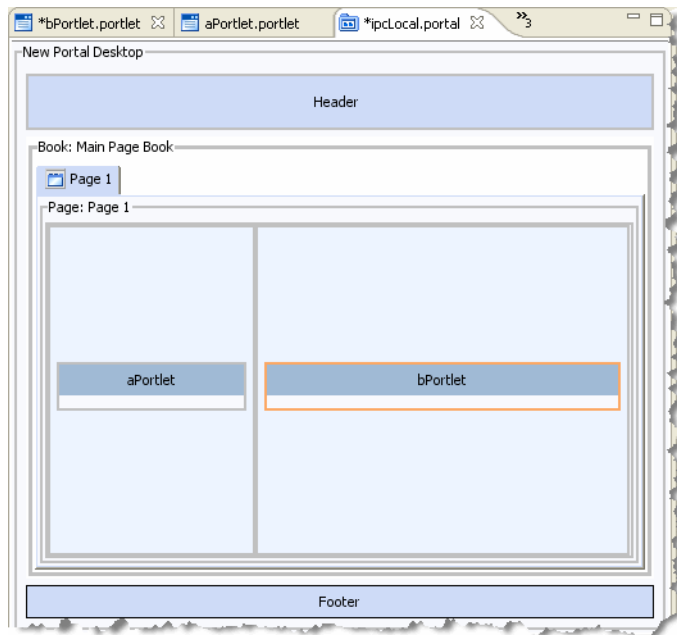 *bPortlet.portlet aPortlet.portlet *ipcLocal.portal »3
New Portal Desktop
Header
Book: Main Page Book
Page 1
Page: Page 1
aPortlet bPortlet
Footer